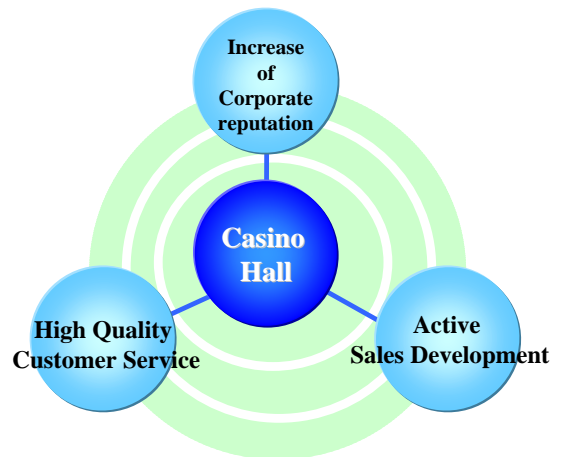 Increase
of
Corporate
reputation
Casino
Hall
High Quality
Customer Service
Active
Sales Development